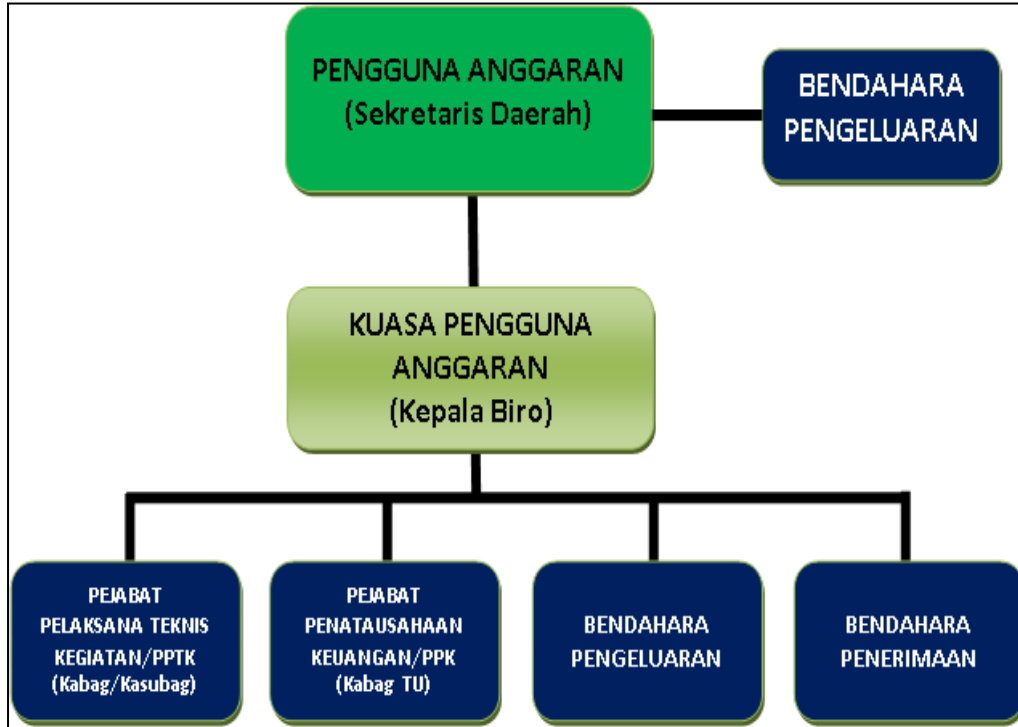 PENGGUNA ANGGARAN
(Sekretaris Daerah)
BENDAHARA
PENGELUARAN
KUASA PENGGUNA
ANGGARAN
(Kepala Biro)
PEJABAT
PELAKSANA TEKNIS
KEGIATAN/PPTK
(Kabag/Kasubag)
PEJABAT
PENATAUSAHAAN
KEUANGAN/PPK
(Kabag TU)
BENDAHARA
PENGELUARAN
BENDAHARA
PENERIMAAN